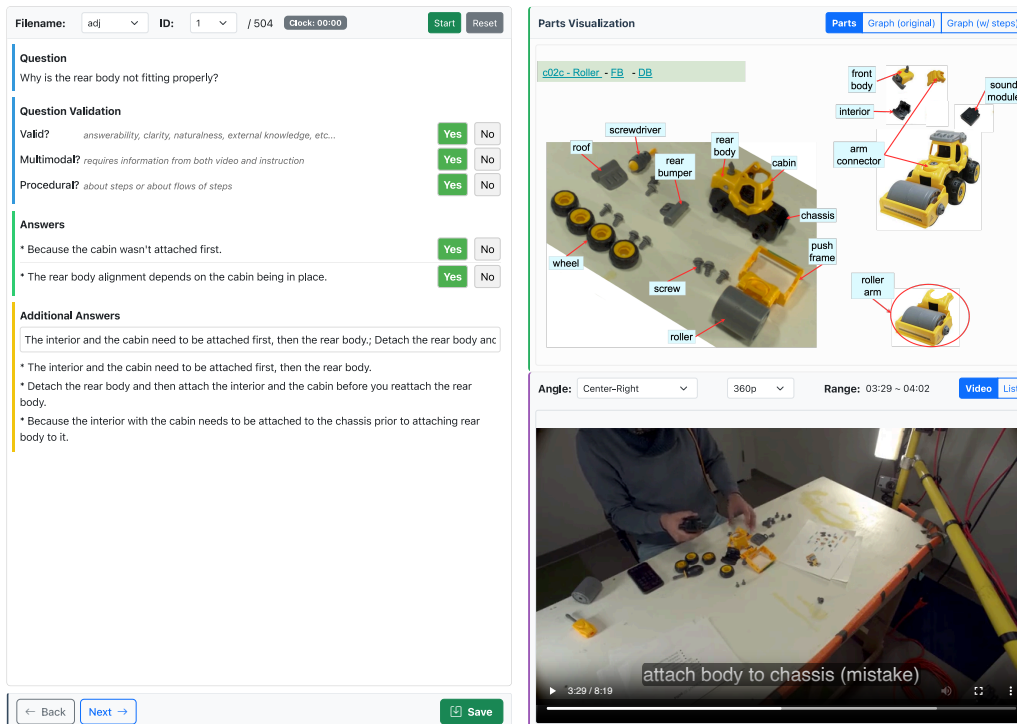 Filename: adj ID: 1 / 504 Clock: 00:00 Start Reset
Question
Why is the rear body not fitting properly?
Question Validation
Valid? answerability, clarity, naturalness, external knowledge, etc... Yes No
Multimodal? requires information from both video and instruction Yes No
Procedural? about steps or about flows of steps Yes No
Answers
* Because the cabin wasn't attached first. Yes No
* The rear body alignment depends on the cabin being in place. Yes No
Additional Answers
The interior and the cabin need to be attached first, then the rear body.; Detach the rear body anc
* The interior and the cabin need to be attached first, then the rear body.
* Detach the rear body and then attach the interior and the cabin before you reattach the rear
body.
* Because the interior with the cabin needs to be attached to the chassis prior to attaching rear
body to it.
← Back Next → Save
Parts Visualization Parts Graph (original) Graph (w/ steps)
c02c - Roller - FB - DB
front
body
sound
module
interior
arm
connector
screwdriver
roof
rear
bumper
rear
body
cabin
chassis
push
frame
wheel
screw
roller
roller
arm
Angle: Center-Right 360p Range: 03:29 ~ 04:02 Video List
attach body to chassis (mistake)
3:29 / 8:19